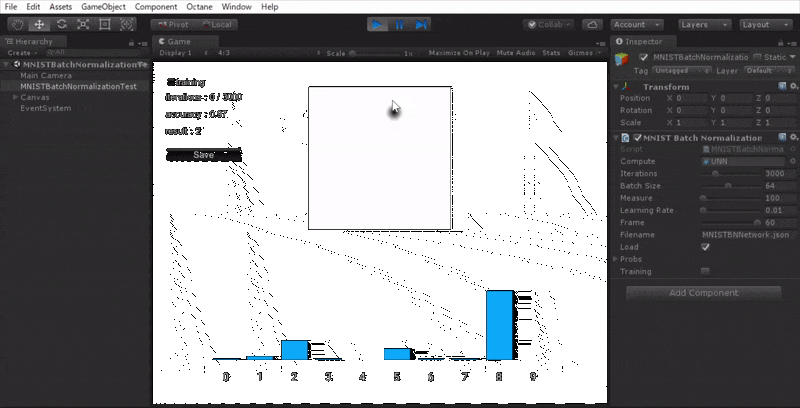 File Edit Assets GameObject Component Octane Window Help
Pivot Local Collab Account Layers Layout
Hierarchy
Create All
MNISTBatchNormalizationTe
Main Camera
MNISTBatchNormalizationTest
Canvas
EventSystem
Game
Display 1 4:3 Scale 1x Maximize On Play Mute Audio Stats Gizmos
training
iterations : 0 /
accuracy :
result : 2
Save
0 1 2 3 4 5 6 7 8 9
Inspector
MNISTBatchNormalizatio Static
Tag Untagged Layer Default
Transform
Position X 0 Y 0 Z 0
Rotation X 0 Y 0 Z 0
Scale X 1 Y 1 Z 1
MNIST Batch Normalization
Script MNISTBatchNorma
Compute UNN
Iterations 3000
Batch Size 64
Measure 100
Learning Rate 0.01
Frame 60
Filename MNISTBNNetwork.json
Load
Probs
Training
Add Component